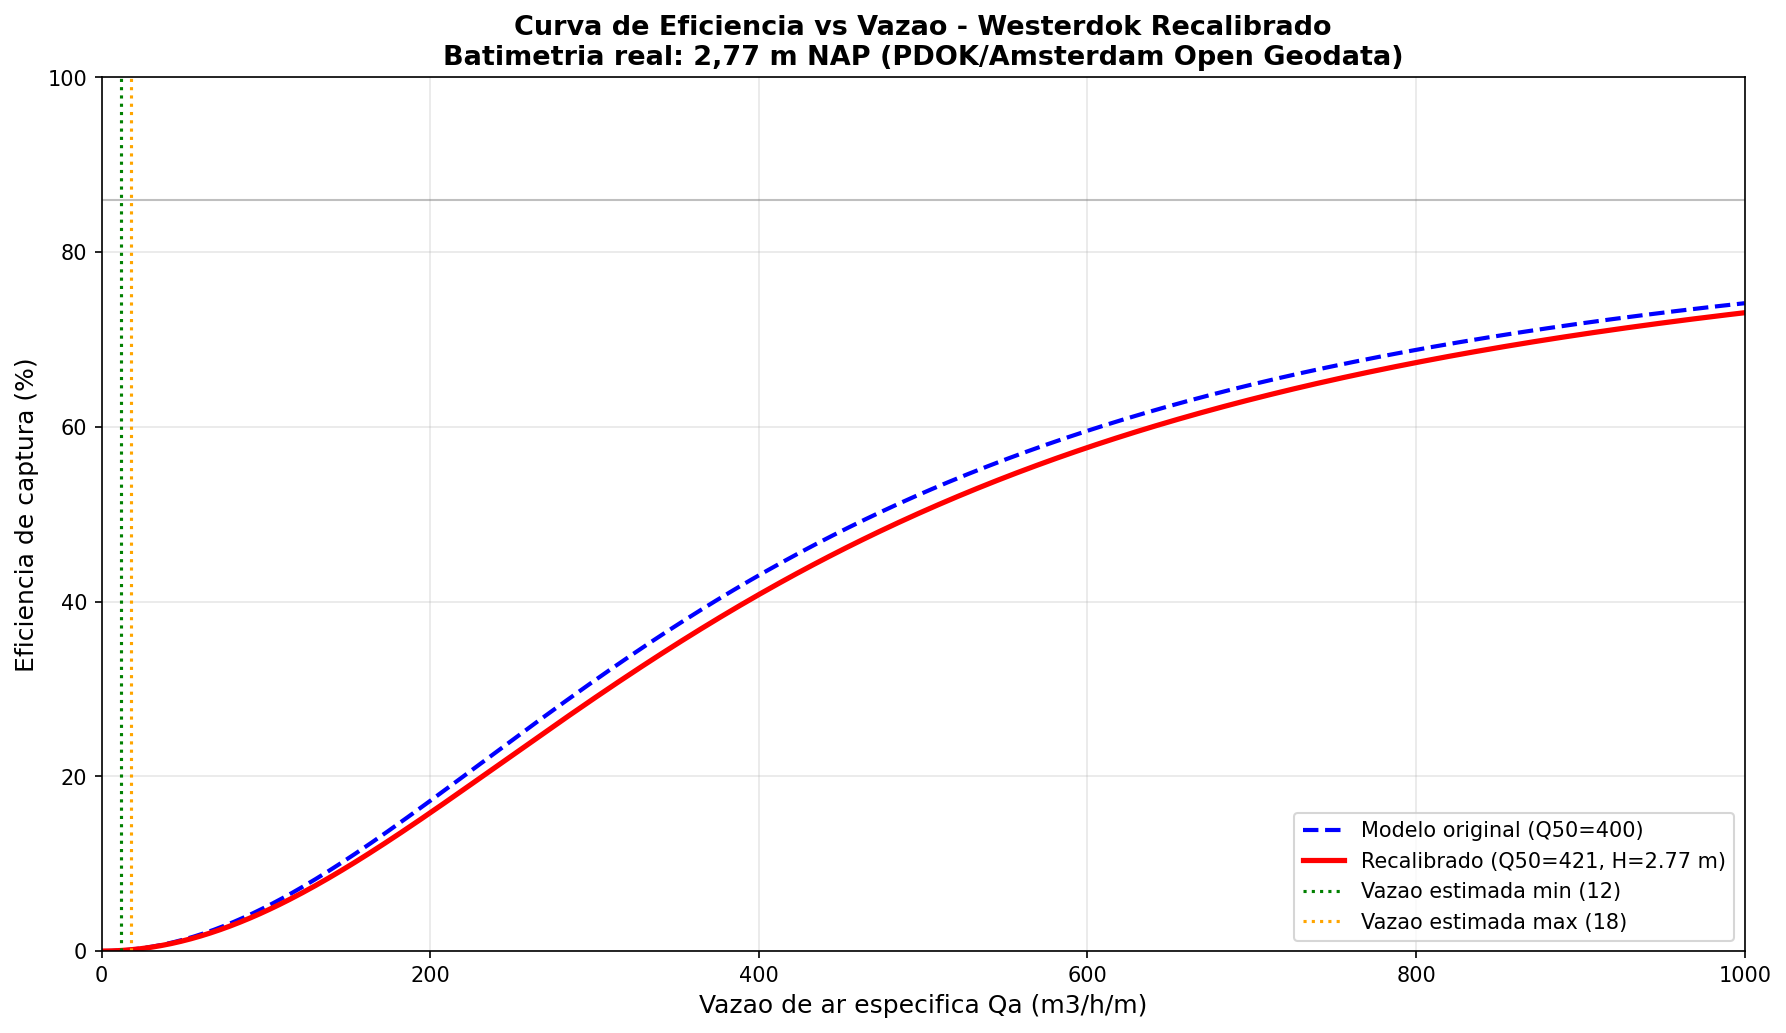 Curva de Eficiencia vs Vazao - Westerdok Recalibrado
Batimetria real: 2,77 m NAP (PDOK/Amsterdam Open Geodata)
100
80
60
40
20
0
Eficiencia de captura (%)
0
200
400
600
800
1000
Vazao de ar especifica Qa (m3/h/m)
Modelo original (Q50=400)
Recalibrado (Q50=421, H=2.77 m)
Vazao estimada min (12)
Vazao estimada max (18)